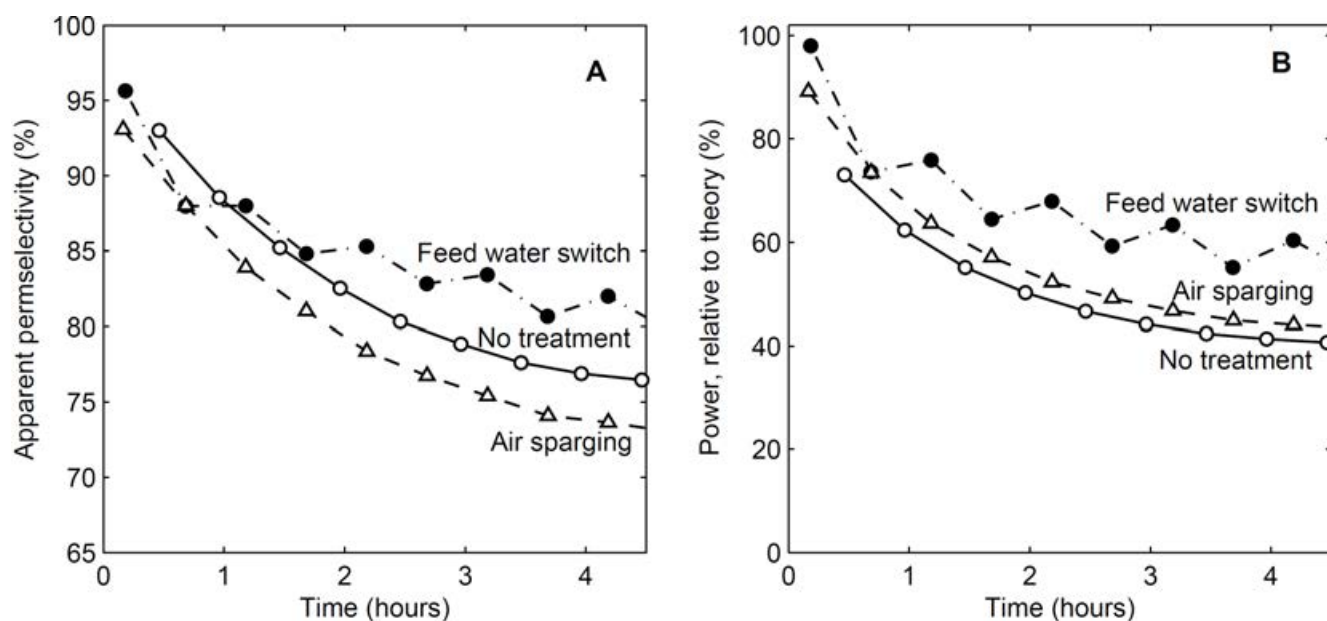 A
Apparent permselectivity (%)
100
95
90
85
80
75
70
65
Feed water switch
No treatment
Air sparging
0 1 2 3 4
Time (hours)
B
Power, relative to theory (%)
100
80
60
40
20
0
Feed water switch
Air sparging
No treatment
0 1 2 3 4
Time (hours)